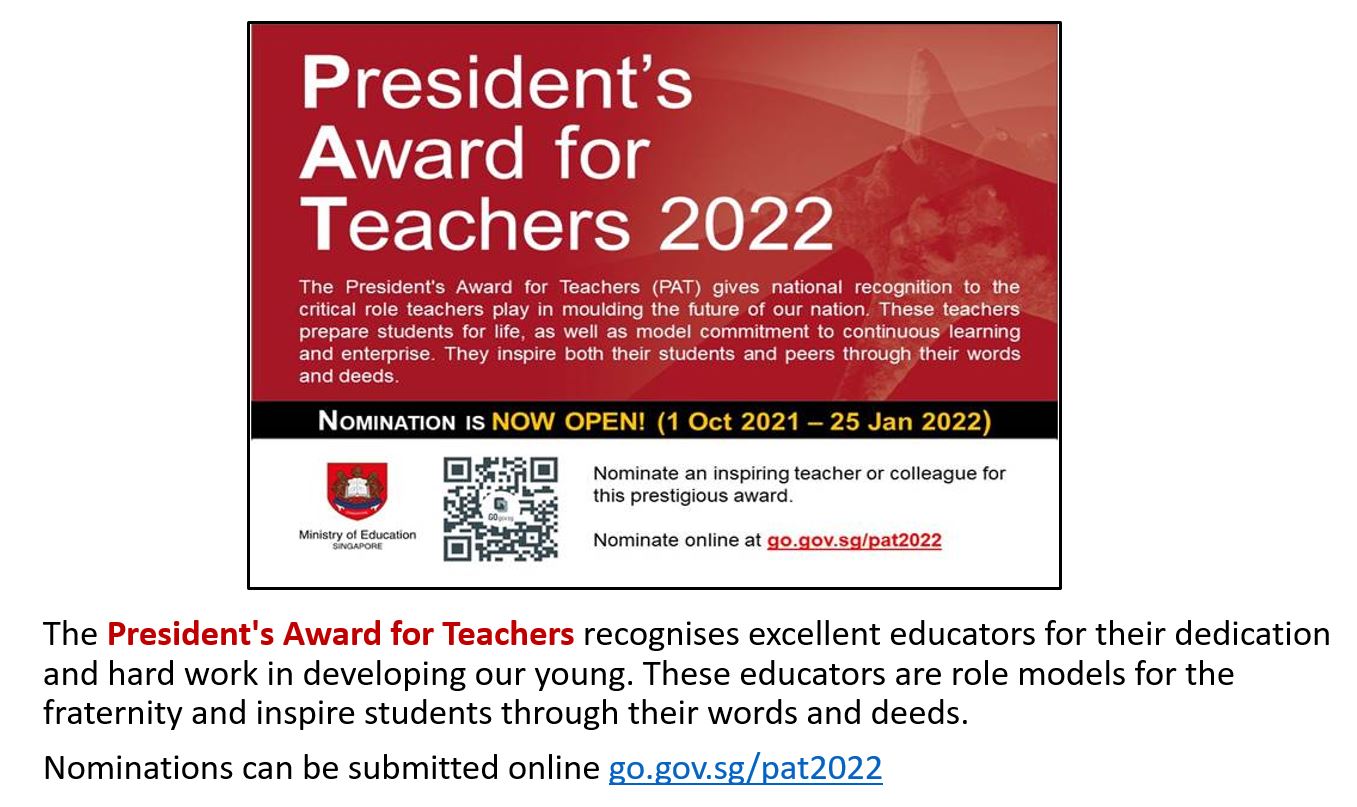 President’s
Award for
Teachers 2022
The President's Award for Teachers (PAT) gives national recognition to the
critical role teachers play in moulding the future of our nation. These teachers
prepare students for life, as well as model commitment to continuous learning
and enterprise. They inspire both their students and peers through their words
and deeds.
NOMINATION IS NOW OPEN! (1 Oct 2021 – 25 Jan 2022)
Ministry of Education
SINGAPORE
GOgov.sg
Nominate an inspiring teacher or colleague for
this prestigious award.
Nominate online at go.gov.sg/pat2022
The President's Award for Teachers recognises excellent educators for their dedication
and hard work in developing our young. These educators are role models for the
fraternity and inspire students through their words and deeds.
Nominations can be submitted online go.gov.sg/pat2022